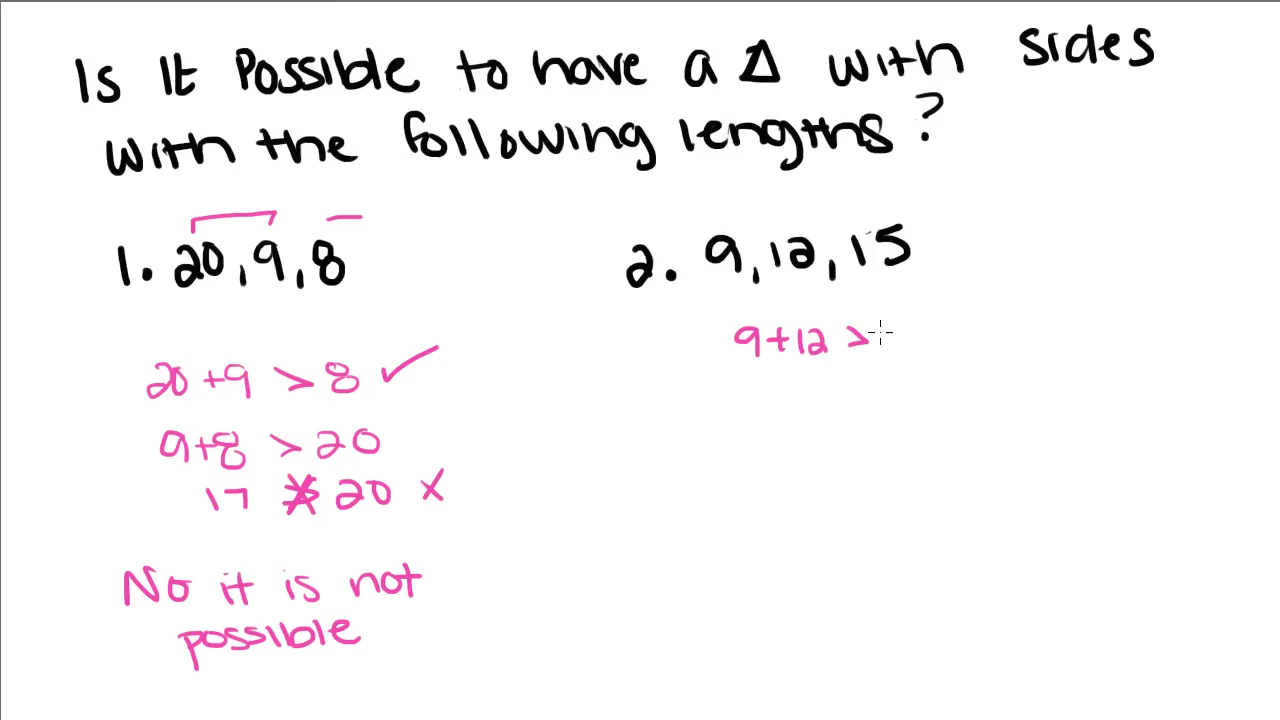 Is It Possible to have a Δ with sides
with the following lengths?
1. 20, 9, 8
20 + 9 > 8 ✓
9 + 8 > 20
17 ≯ 20 ✗
No it is not
possible
2. 9, 12, 15
9 + 12 >